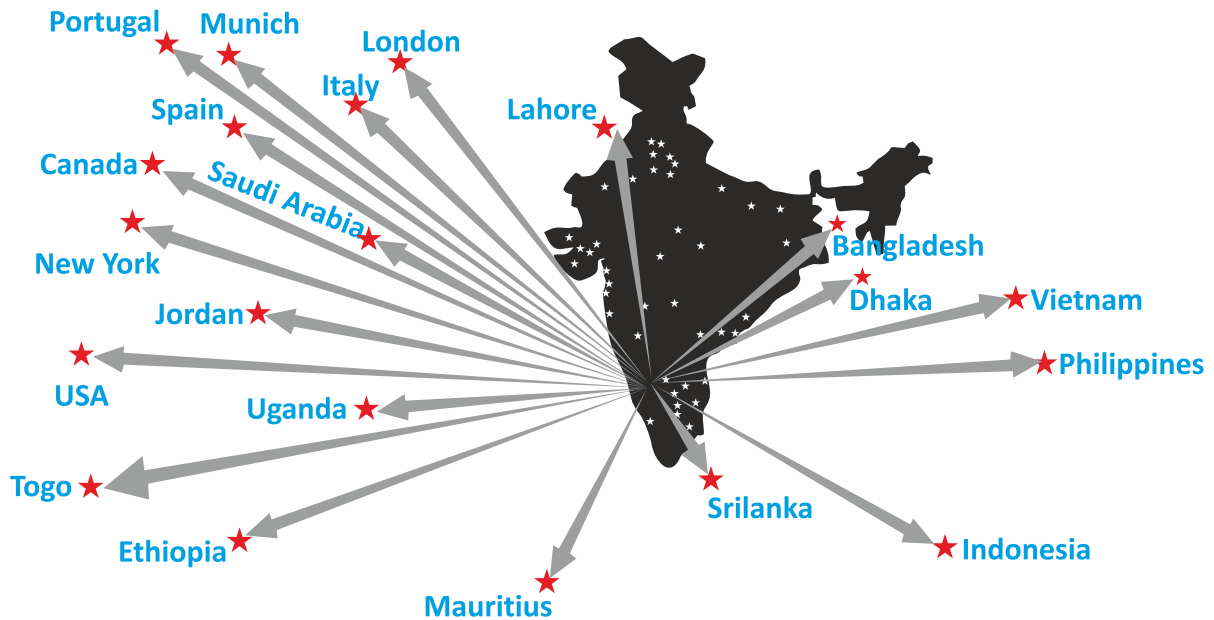 Portugal
Munich
London
Italy
Spain
Lahore
Canada
Saudi Arabia
New York
Bangladesh
Dhaka
Vietnam
Jordan
Philippines
USA
Uganda
Togo
Srilanka
Ethiopia
Indonesia
Mauritius